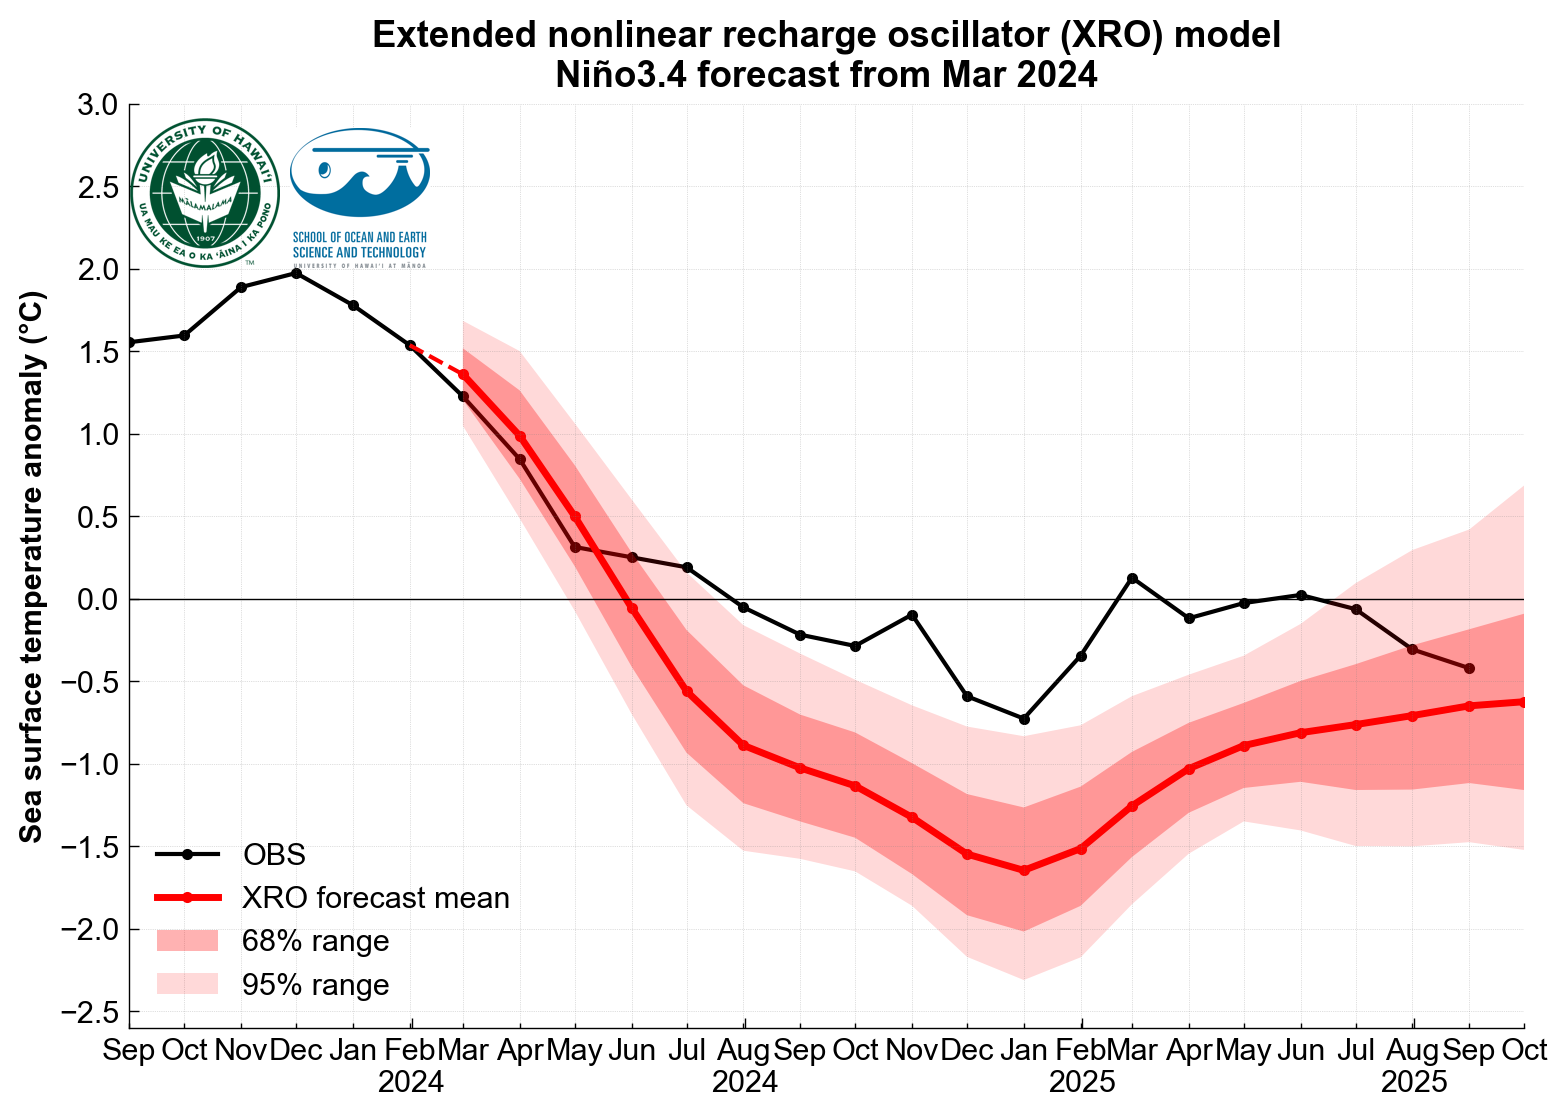 Extended nonlinear recharge oscillator (XRO) model
Niño3.4 forecast from Mar 2024
UNIVERSITY OF HAWAIʻI
MĀLAMALAMA
1907
UA MAU KE EA O KA ʻĀINA I KA PONO
TM
SCHOOL OF OCEAN AND EARTH
SCIENCE AND TECHNOLOGY
UNIVERSITY OF HAWAIʻI AT MĀNOA
Sea surface temperature anomaly (°C)
3.0
2.5
2.0
1.5
1.0
0.5
0.0
−0.5
−1.0
−1.5
−2.0
−2.5
OBS
XRO forecast mean
68% range
95% range
Sep Oct Nov Dec Jan Feb Mar Apr May Jun Jul Aug Sep Oct Nov Dec Jan Feb Mar Apr May Jun Jul Aug Sep Oct
2024 2024 2025 2025